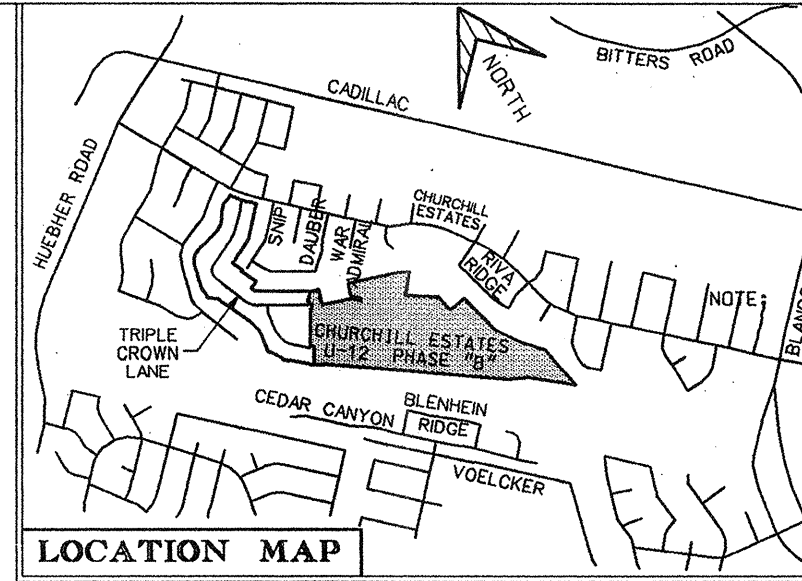 BITTERS ROAD
NORTH
CADILLAC
HUEBHER ROAD
CHURCHILL
ESTATES
SNIP
DAUBER
WAR
ADMIRAL
RIVA
RIDGE
NOTE:
BLANCO
TRIPLE
CROWN
LANE
CHURCHILL ESTATES
U-12 PHASE "B"
CEDAR CANYON
BLENHEIN
RIDGE
VOELCKER
LOCATION MAP